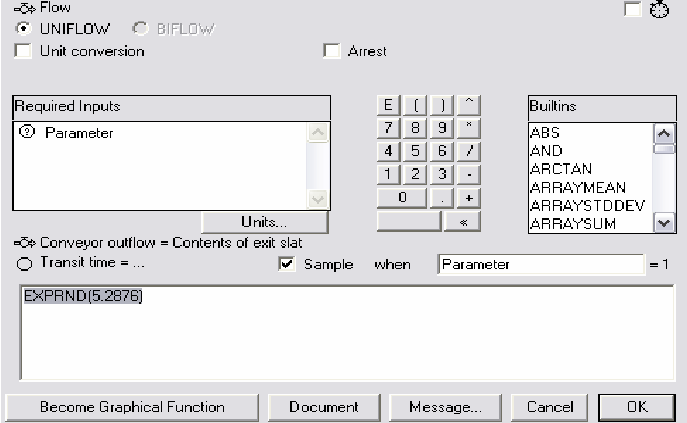 Flow
UNIFLOW BIFLOW
Unit conversion Arrest
Required Inputs
? Parameter
E ( ) ^
7 8 9 *
4 5 6 /
1 2 3 -
0 . +
«
Builtins
ABS
AND
ARCTAN
ARRAYMEAN
ARRAYSTDDEV
ARRAYSUM
Units...
Conveyor outflow = Contents of exit slat
Transit time = ... Sample when Parameter = 1
EXPRND(5.2876)
Become Graphical Function Document Message... Cancel OK